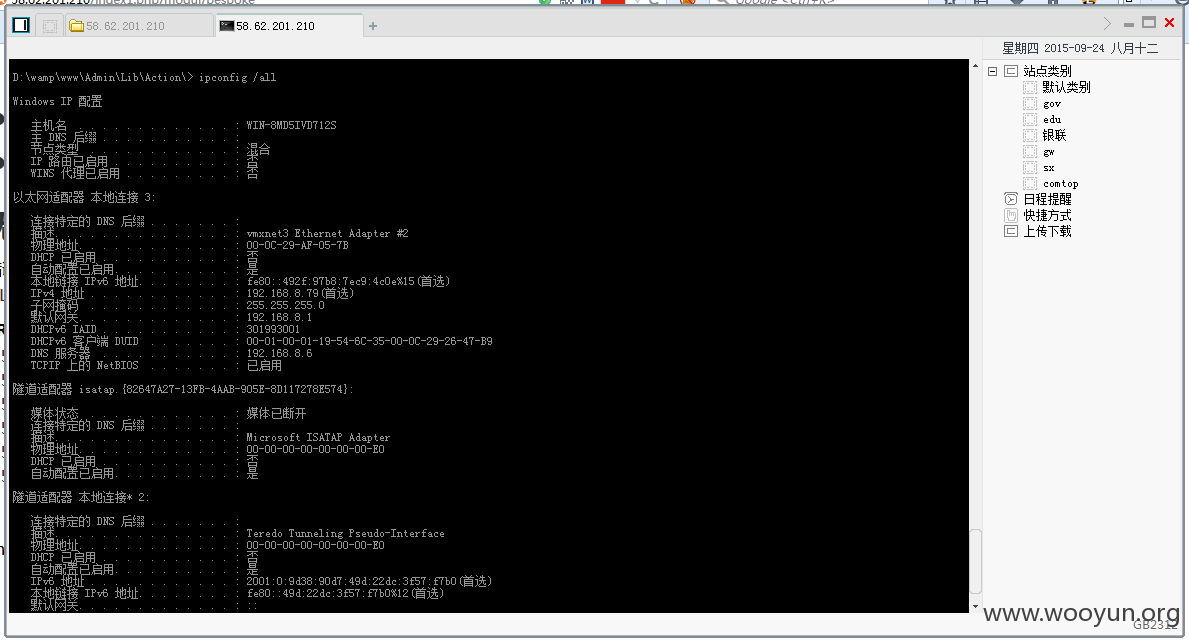 58.62.201.210/index1.php/modul/bespoke
Google <Ctrl+K>
58.62.201.210
58.62.201.210
星期四 2015-09-24 八月十二
D:\wamp\www\Admin\Lib\Action\> ipconfig /all
Windows IP 配置
主机名 . . . . . . . . . . . . . : WIN-8MD5IVD712S
主 DNS 后缀 . . . . . . . . . . . :
节点类型 . . . . . . . . . . . . : 混合
IP 路由已启用 . . . . . . . . . . : 否
WINS 代理已启用 . . . . . . . . . : 否
以太网适配器 本地连接 3:
连接特定的 DNS 后缀 . . . . . . . :
描述. . . . . . . . . . . . . . . : vmxnet3 Ethernet Adapter #2
物理地址. . . . . . . . . . . . . : 00-0C-29-AF-05-7B
DHCP 已启用 . . . . . . . . . . . : 否
自动配置已启用. . . . . . . . . . : 是
本地链接 IPv6 地址. . . . . . . . : fe80::492f:97b8:7ec9:4c0e%15(首选)
IPv4 地址 . . . . . . . . . . . . : 192.168.8.79(首选)
子网掩码 . . . . . . . . . . . . : 255.255.255.0
默认网关. . . . . . . . . . . . . : 192.168.8.1
DHCPv6 IAID . . . . . . . . . . . : 301993001
DHCPv6 客户端 DUID . . . . . . . : 00-01-00-01-19-54-6C-35-00-0C-29-26-47-B9
DNS 服务器 . . . . . . . . . . . : 192.168.8.6
TCPIP 上的 NetBIOS . . . . . . . : 已启用
隧道适配器 isatap.{82647A27-13FB-4AAB-905E-8D117278E574}:
媒体状态 . . . . . . . . . . . . : 媒体已断开
连接特定的 DNS 后缀 . . . . . . . :
描述. . . . . . . . . . . . . . . : Microsoft ISATAP Adapter
物理地址. . . . . . . . . . . . . : 00-00-00-00-00-00-00-E0
DHCP 已启用 . . . . . . . . . . . : 否
自动配置已启用. . . . . . . . . . : 是
隧道适配器 本地连接* 2:
连接特定的 DNS 后缀 . . . . . . . :
描述. . . . . . . . . . . . . . . : Teredo Tunneling Pseudo-Interface
物理地址. . . . . . . . . . . . . : 00-00-00-00-00-00-00-E0
DHCP 已启用 . . . . . . . . . . . : 否
自动配置已启用. . . . . . . . . . : 是
IPv6 地址 . . . . . . . . . . . . : 2001:0:9d38:90d7:49d:22dc:3f57:f7b0(首选)
本地链接 IPv6 地址. . . . . . . . : fe80::49d:22dc:3f57:f7b0%12(首选)
默认网关. . . . . . . . . . . . . : ::
站点类别
默认类别
gov
edu
银联
gw
sx
comtop
日程提醒
快捷方式
上传下载
www.wooyun.org
GB2312